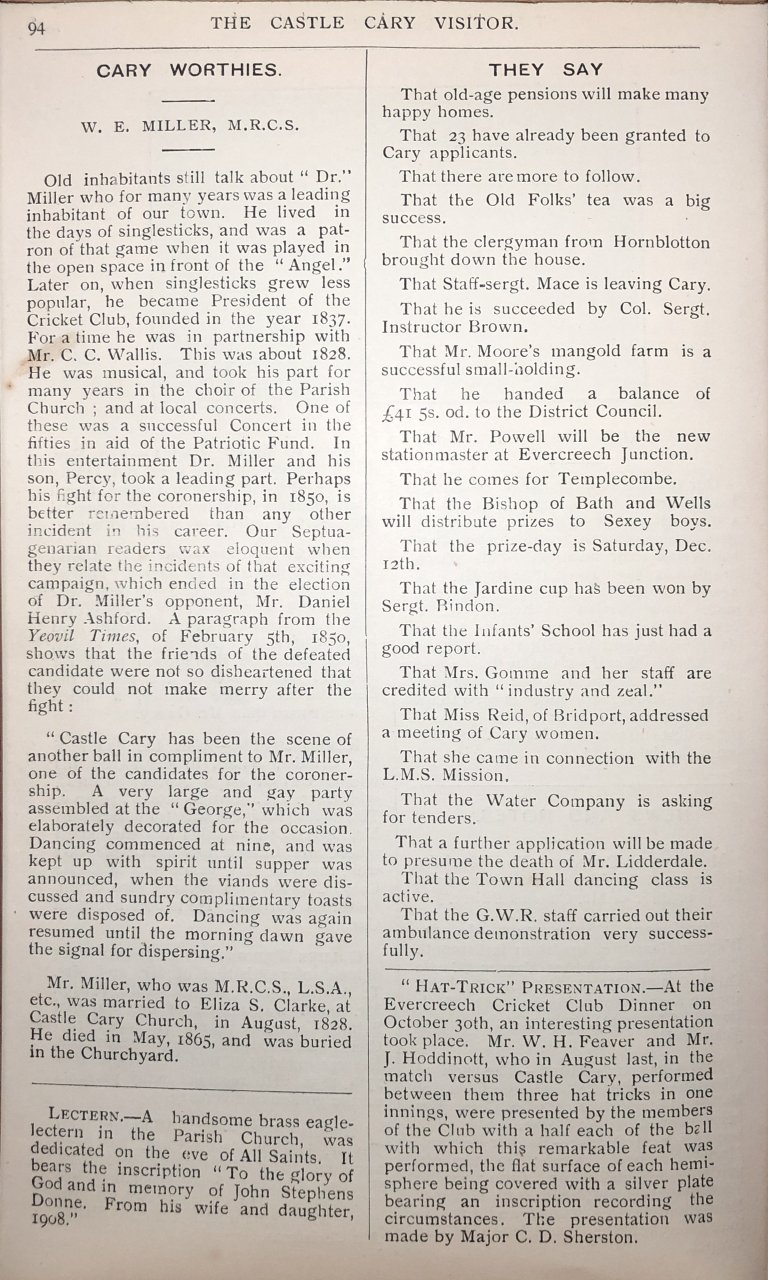 94
THE CASTLE CARY VISITOR.
CARY WORTHIES.
W. E. MILLER, M.R.C.S.
Old inhabitants still talk about “ Dr.”
Miller who for many years was a leading
inhabitant of our town. He lived in
the days of singlesticks, and was a pat-
ron of that game when it was played in
the open space in front of the “ Angel.”
Later on, when singlesticks grew less
popular, he became President of the
Cricket Club, founded in the year 1837.
For a time he was in partnership with
Mr. C. C. Wallis. This was about 1828.
He was musical, and took his part for
many years in the choir of the Parish
Church ; and at local concerts. One of
these was a successful Concert in the
fifties in aid of the Patriotic Fund. In
this entertainment Dr. Miller and his
son, Percy, took a leading part. Perhaps
his fight for the coronership, in 1850, is
better remembered than any other
incident in his career. Our Septua-
genarian readers wax eloquent when
they relate the incidents of that exciting
campaign, which ended in the election
of Dr. Miller’s opponent, Mr. Daniel
Henry Ashford. A paragraph from the
Yeovil Times, of February 5th, 1850,
shows that the friends of the defeated
candidate were not so disheartened that
they could not make merry after the
fight :
“ Castle Cary has been the scene of
another ball in compliment to Mr. Miller,
one of the candidates for the coroner-
ship. A very large and gay party
assembled at the “ George,” which was
elaborately decorated for the occasion.
Dancing commenced at nine, and was
kept up with spirit until supper was
announced, when the viands were dis-
cussed and sundry complimentary toasts
were disposed of. Dancing was again
resumed until the morning dawn gave
the signal for dispersing.”
Mr. Miller, who was M.R.C.S., L.S.A.,
etc., was married to Eliza S. Clarke, at
Castle Cary Church, in August, 1828.
He died in May, 1865, and was buried
in the Churchyard.
LECTERN.—A handsome brass eagle-
lectern in the Parish Church, was
dedicated on the eve of All Saints. It
bears the inscription “ To the glory of
God and in memory of John Stephens
Donne. From his wife and daughter,
1908.”
THEY SAY
That old-age pensions will make many
happy homes.
That 23 have already been granted to
Cary applicants.
That there are more to follow.
That the Old Folks’ tea was a big
success.
That the clergyman from Hornblotton
brought down the house.
That Staff-sergt. Mace is leaving Cary.
That he is succeeded by Col. Sergt.
Instructor Brown.
That Mr. Moore’s mangold farm is a
successful small-holding.
That he handed a balance of
£41 5s. od. to the District Council.
That Mr. Powell will be the new
stationmaster at Evercreech Junction.
That he comes for Templecombe.
That the Bishop of Bath and Wells
will distribute prizes to Sexey boys.
That the prize-day is Saturday, Dec.
12th.
That the Jardine cup has been won by
Sergt. Bindon.
That the Infants’ School has just had a
good report.
That Mrs. Gomme and her staff are
credited with “ industry and zeal.”
That Miss Reid, of Bridport, addressed
a meeting of Cary women.
That she came in connection with the
L.M.S. Mission.
That the Water Company is asking
for tenders.
That a further application will be made
to presume the death of Mr. Lidderdale.
That the Town Hall dancing class is
active.
That the G.W.R. staff carried out their
ambulance demonstration very success-
fully.
“ HAT-TRICK” PRESENTATION.—At the
Evercreech Cricket Club Dinner on
October 30th, an interesting presentation
took place. Mr. W. H. Feaver and Mr.
J. Hoddinott, who in August last, in the
match versus Castle Cary, performed
between them three hat tricks in one
innings, were presented by the members
of the Club with a half each of the ball
with which this remarkable feat was
performed, the flat surface of each hemi-
sphere being covered with a silver plate
bearing an inscription recording the
circumstances. The presentation was
made by Major C. D. Sherston.